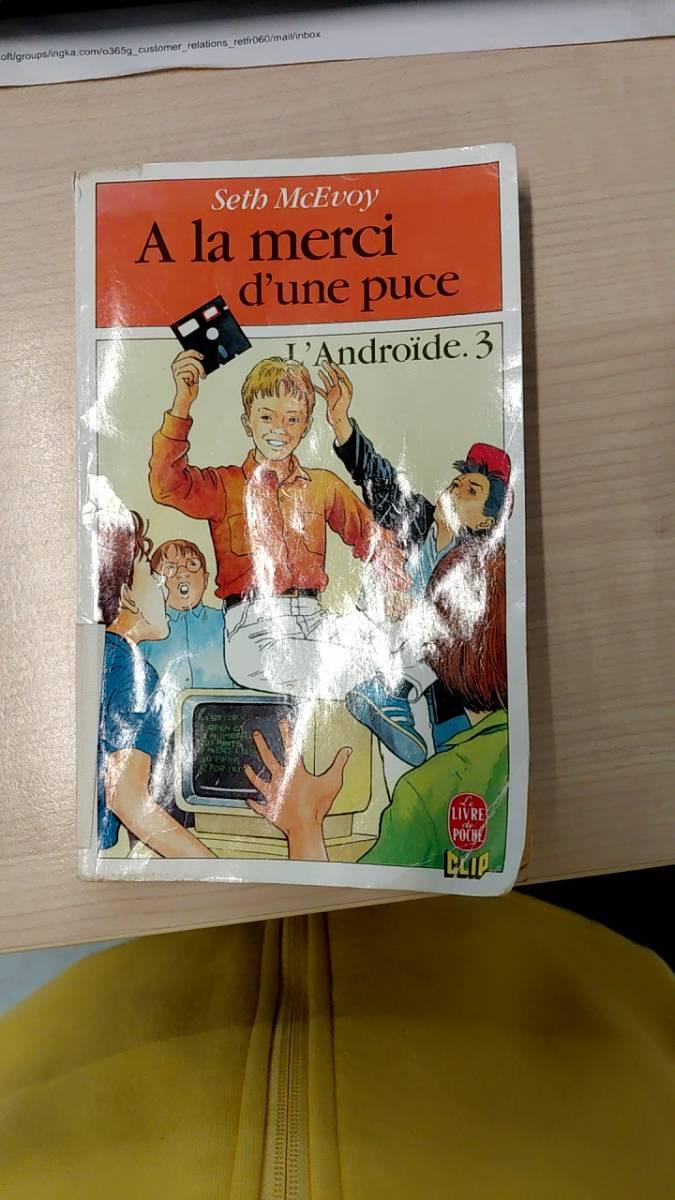 oft/groups/ingka.com/o365g_customer_relations_retfr060/mail/inbox
Seth McEvoy
A la merci
d'une puce
L'Androïde. 3
Le
LIVRE
de
POCHE
CLIP